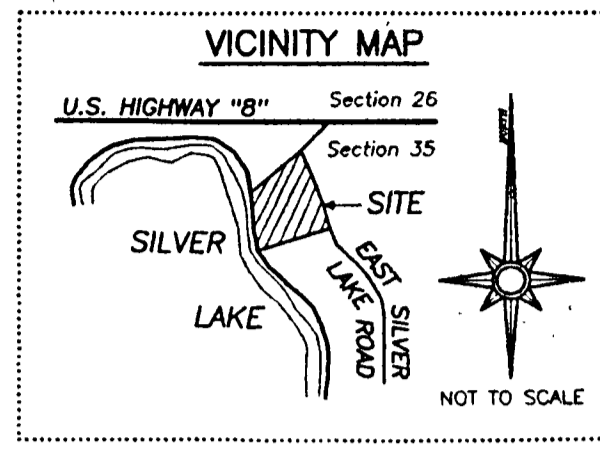 VICINITY MAP
U.S. HIGHWAY "8"
Section 26
Section 35
SITE
SILVER
LAKE
EAST SILVER
LAKE ROAD
NOT TO SCALE